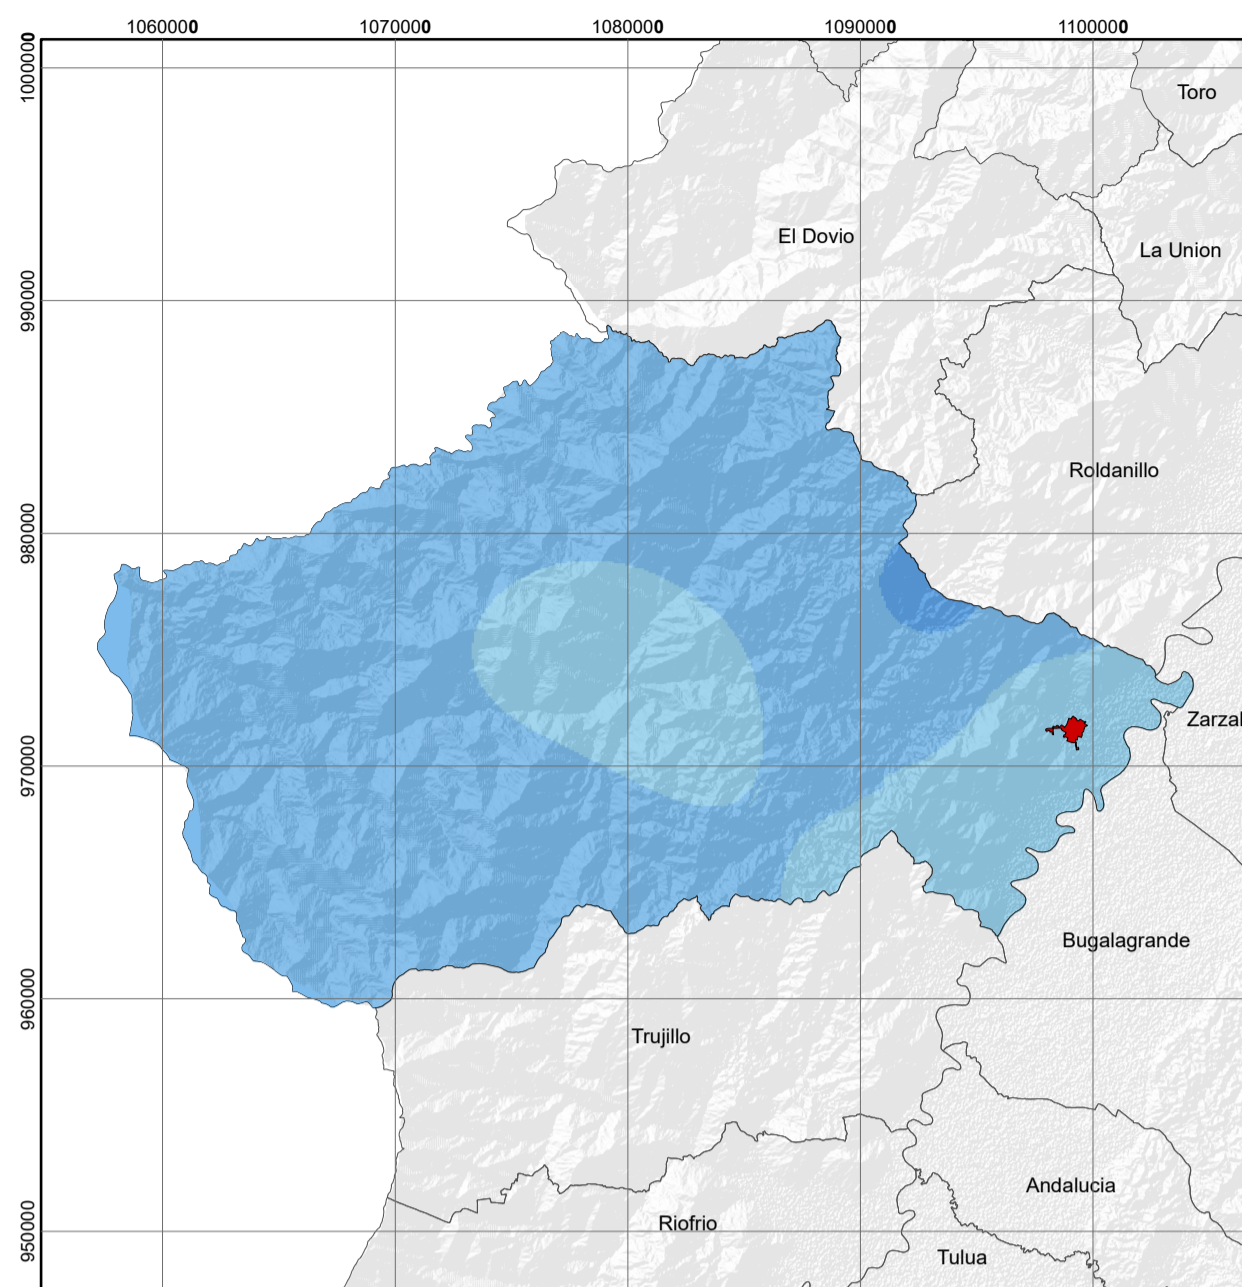 1060000 1070000 1080000 1090000 1100000
1000000
Toro
El Dovio
La Union
990000
Roldanillo
980000
Zarzal
970000
Bugalagrande
960000
Trujillo
Andalucia
950000
Riofrio
Tulua